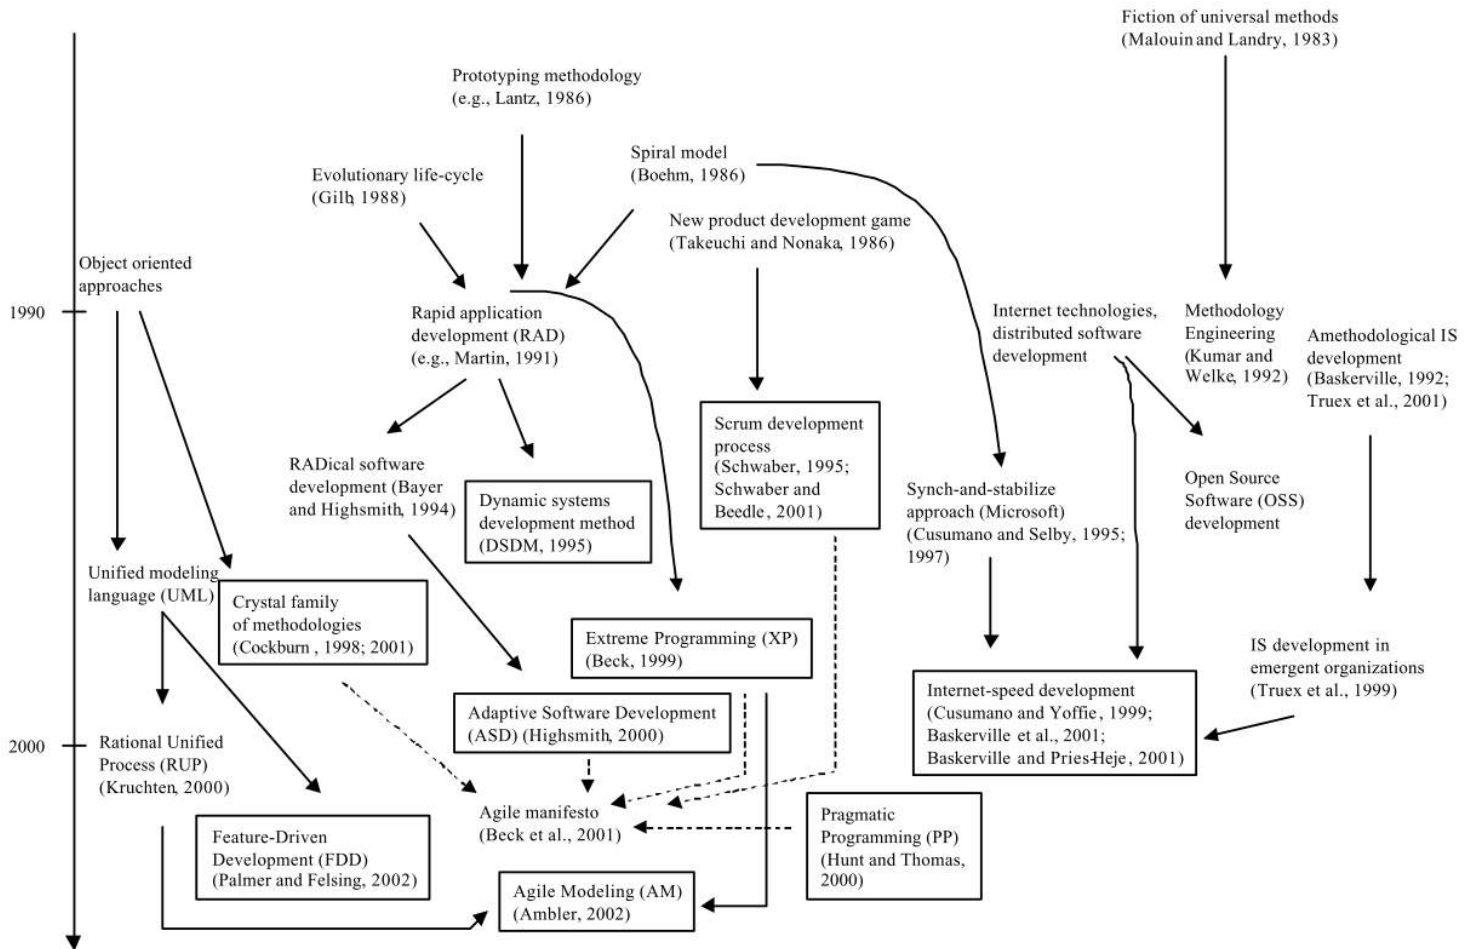 Fiction of universal methods
(Malouin and Landry, 1983)
Prototyping methodology
(e.g., Lantz, 1986)
Spiral model
(Boehm, 1986)
Evolutionary life-cycle
(Gilb, 1988)
New product development game
(Takeuchi and Nonaka, 1986)
Object oriented
approaches
1990
Rapid application
development (RAD)
(e.g., Martin, 1991)
Internet technologies,
distributed software
development
Methodology
Engineering
(Kumar and
Welke, 1992)
Amethodological IS
development
(Baskerville, 1992;
Truex et al., 2001)
Scrum development
process
(Schwaber, 1995;
Schwaber and
Beedle, 2001)
RADical software
development (Bayer
and Highsmith, 1994)
Dynamic systems
development method
(DSDM, 1995)
Synch-and-stabilize
approach (Microsoft)
(Cusumano and Selby, 1995;
1997)
Open Source
Software (OSS)
development
Unified modeling
language (UML)
Crystal family
of methodologies
(Cockburn, 1998; 2001)
Extreme Programming (XP)
(Beck, 1999)
IS development in
emergent organizations
(Truex et al., 1999)
Adaptive Software Development
(ASD) (Highsmith, 2000)
Internet-speed development
(Cusumano and Yoffie, 1999;
Baskerville et al., 2001;
Baskerville and Pries-Heje, 2001)
2000
Rational Unified
Process (RUP)
(Kruchten, 2000)
Agile manifesto
(Beck et al., 2001)
Pragmatic
Programming (PP)
(Hunt and Thomas,
2000)
Feature-Driven
Development (FDD)
(Palmer and Felsing, 2002)
Agile Modeling (AM)
(Ambler, 2002)